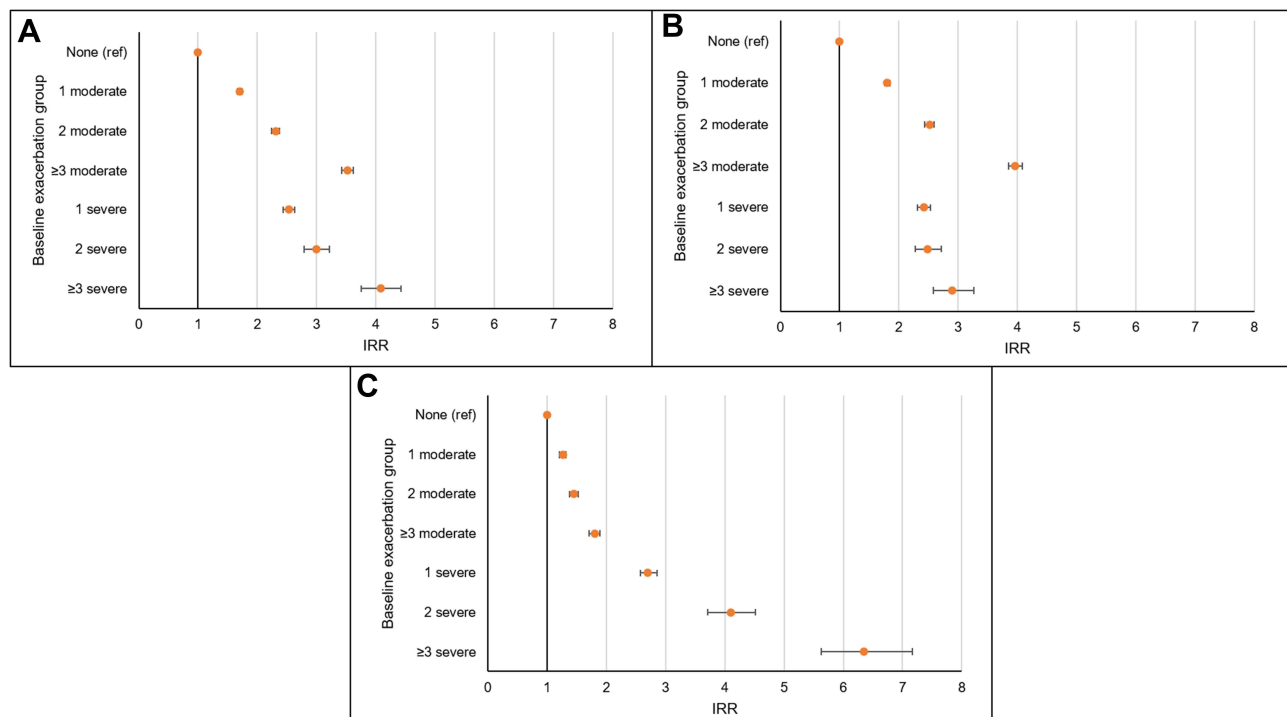 A
Baseline exacerbation group
None (ref)
1 moderate
2 moderate
≥3 moderate
1 severe
2 severe
≥3 severe
0 1 2 3 4 5 6 7 8
IRR
B
Baseline exacerbation group
None (ref)
1 moderate
2 moderate
≥3 moderate
1 severe
2 severe
≥3 severe
0 1 2 3 4 5 6 7 8
IRR
C
Baseline exacerbation group
None (ref)
1 moderate
2 moderate
≥3 moderate
1 severe
2 severe
≥3 severe
0 1 2 3 4 5 6 7 8
IRR